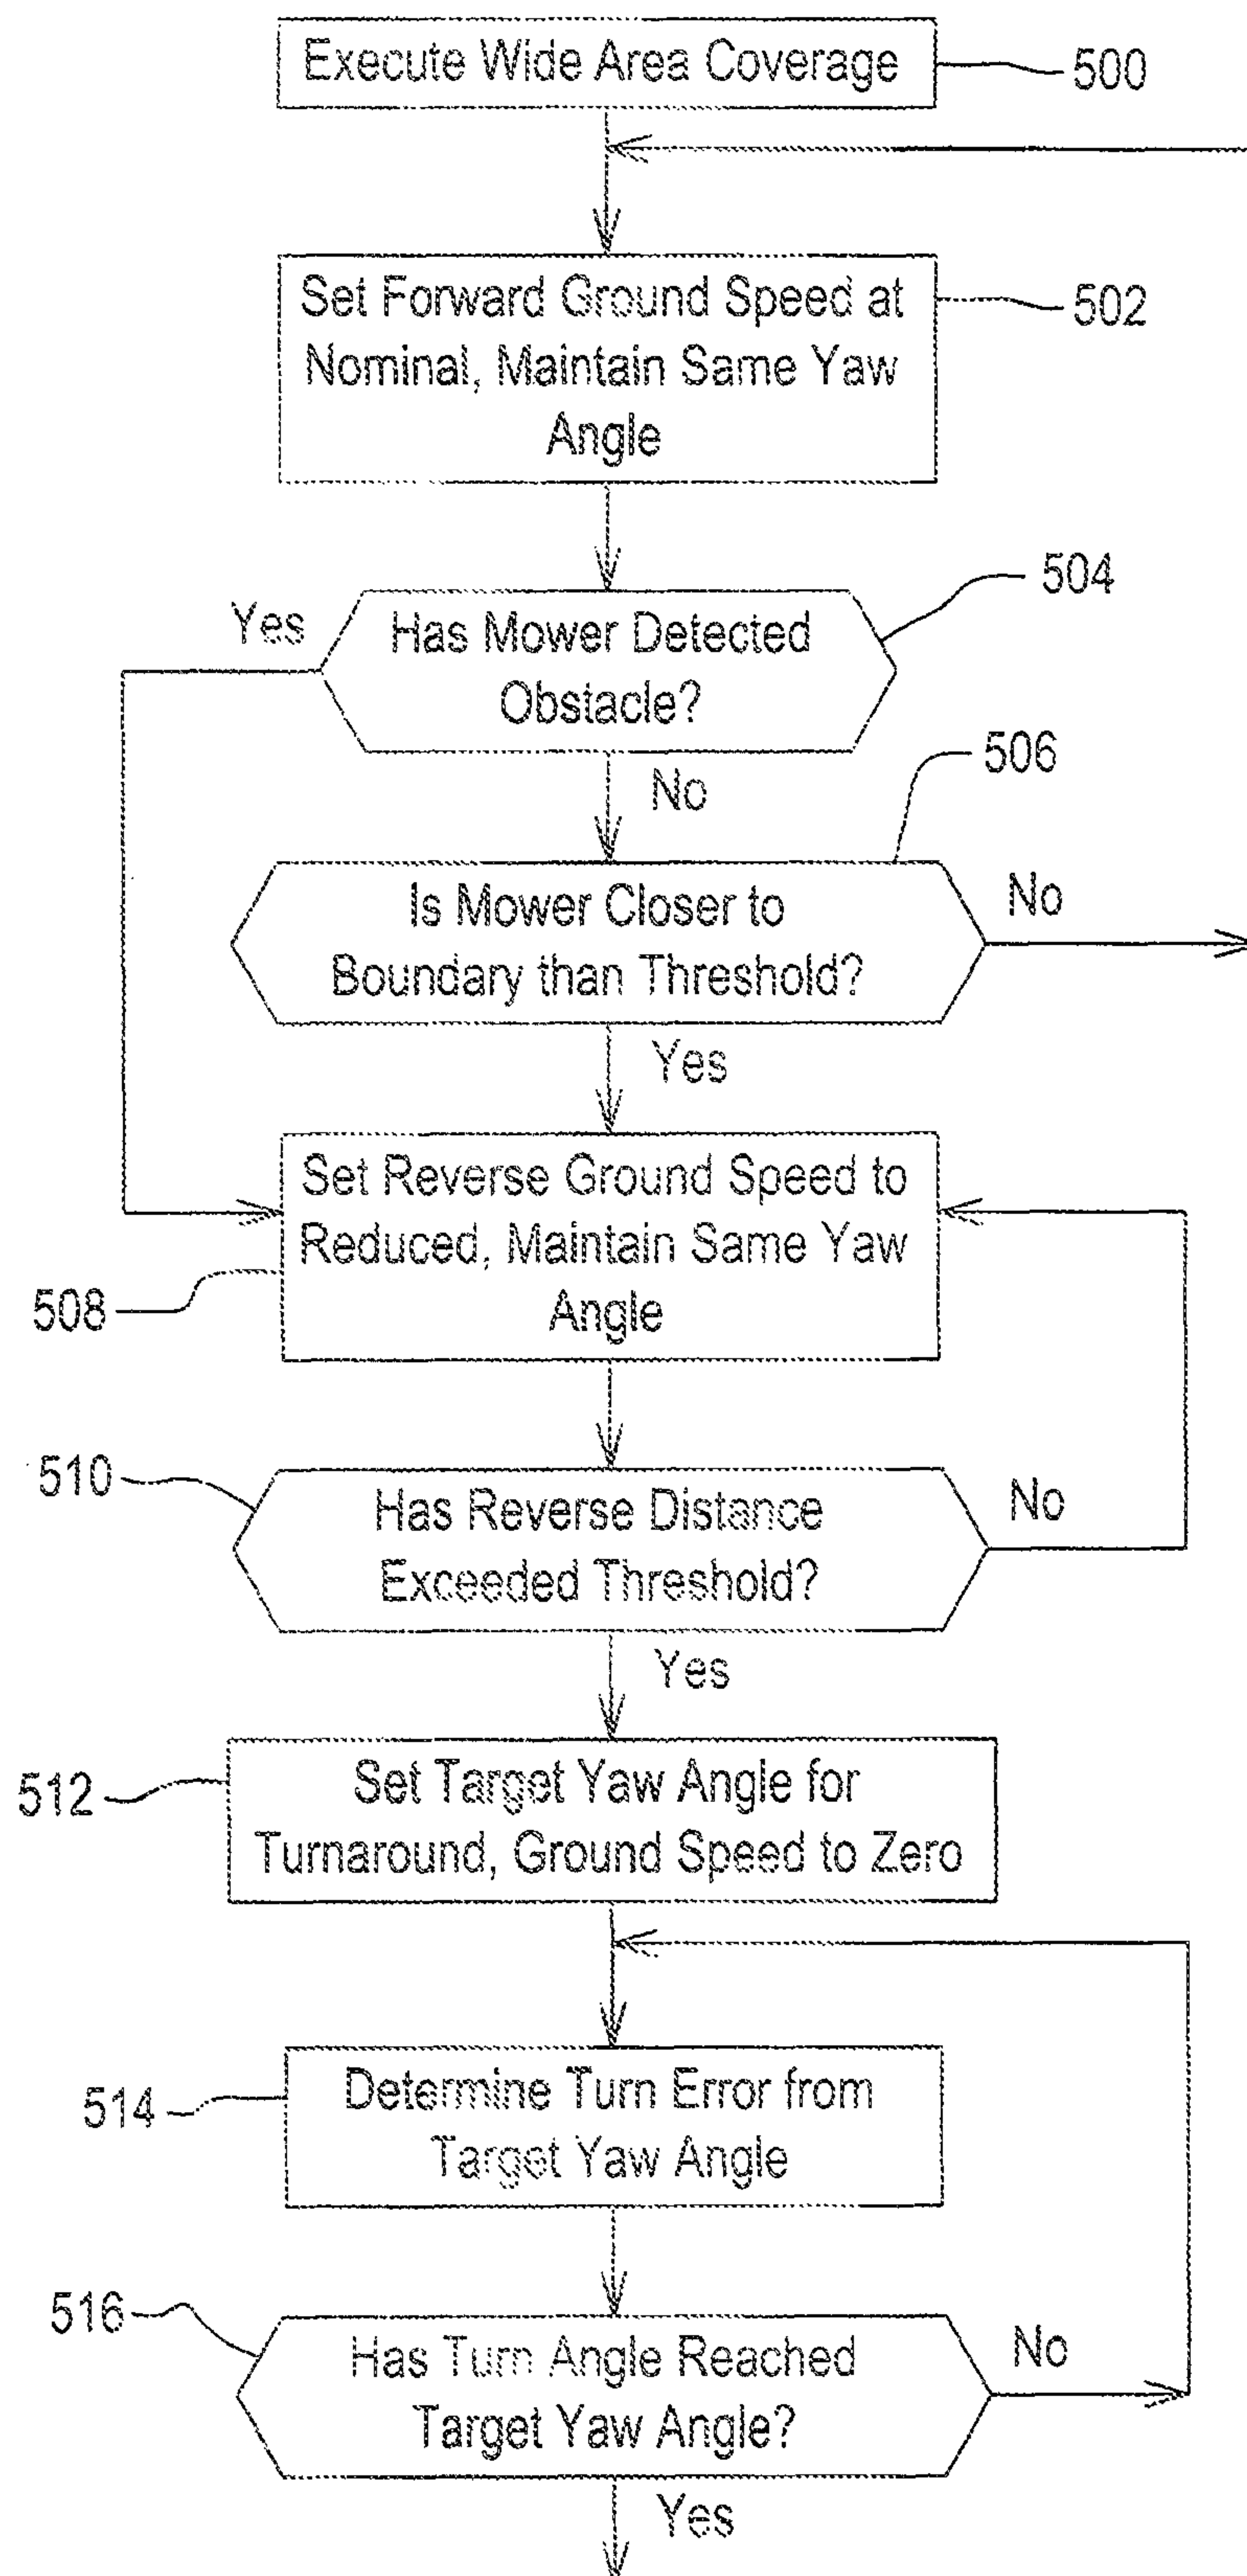 Execute Wide Area Coverage
500
Set Forward Ground Speed at
Nominal, Maintain Same Yaw
Angle
502
504
Yes
Has Mower Detected
Obstacle?
506
No
Is Mower Closer to
Boundary than Threshold?
No
Yes
Set Reverse Ground Speed to
Reduced, Maintain Same Yaw
Angle
508
510
Has Reverse Distance
Exceeded Threshold?
No
Yes
512
Set Target Yaw Angle for
Turnaround, Ground Speed to Zero
514
Determine Turn Error from
Target Yaw Angle
516
Has Turn Angle Reached
Target Yaw Angle?
No
Yes